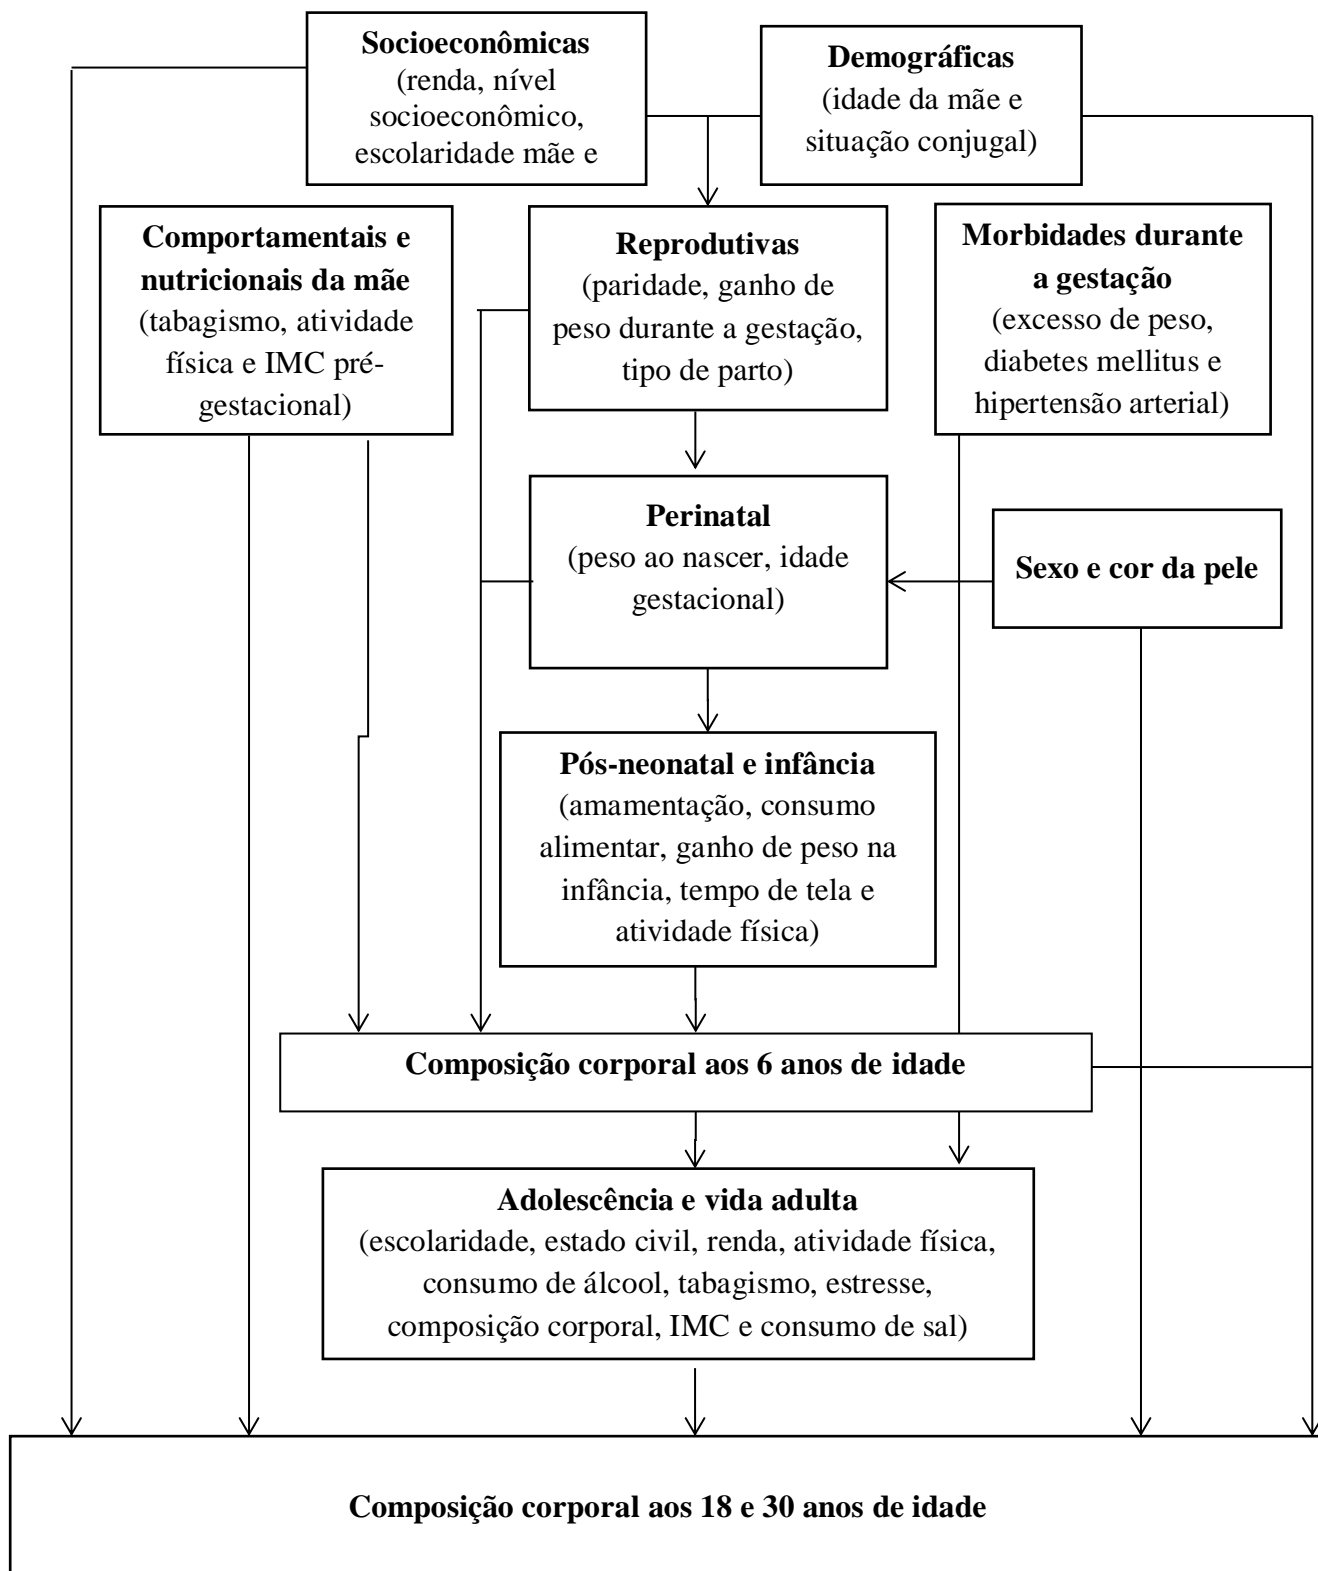 Socioeconômicas
(renda, nível
socioeconômico,
escolaridade mãe e
Demográficas
(idade da mãe e
situação conjugal)
Comportamentais e
nutricionais da mãe
(tabagismo, atividade
física e IMC pré-
gestacional)
Reprodutivas
(paridade, ganho de
peso durante a gestação,
tipo de parto)
Morbidades durante
a gestação
(excesso de peso,
diabetes mellitus e
hipertensão arterial)
Perinatal
(peso ao nascer, idade
gestacional)
Sexo e cor da pele
Pós-neonatal e infância
(amamentação, consumo
alimentar, ganho de peso na
infância, tempo de tela e
atividade física)
Composição corporal aos 6 anos de idade
Adolescência e vida adulta
(escolaridade, estado civil, renda, atividade física,
consumo de álcool, tabagismo, estresse,
composição corporal, IMC e consumo de sal)
Composição corporal aos 18 e 30 anos de idade